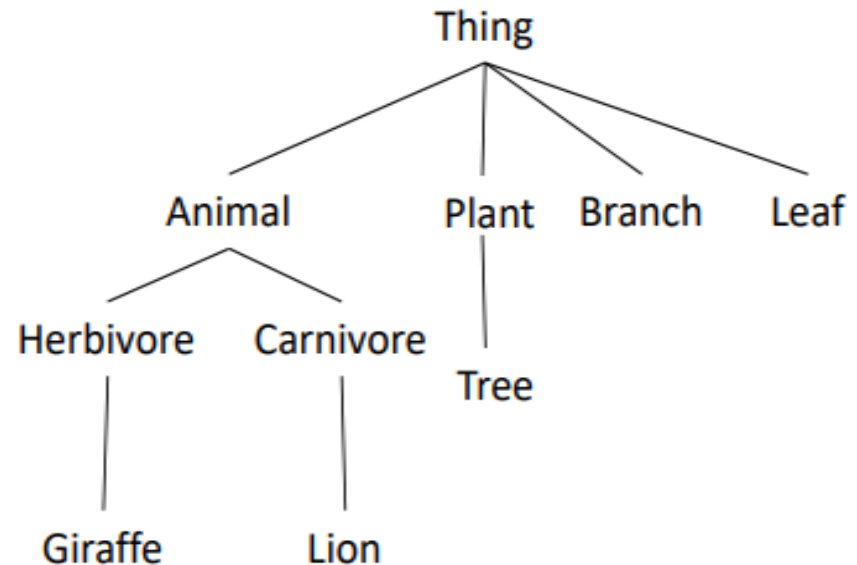 Thing
Animal Plant Branch Leaf
Herbivore Carnivore
Tree
Giraffe Lion